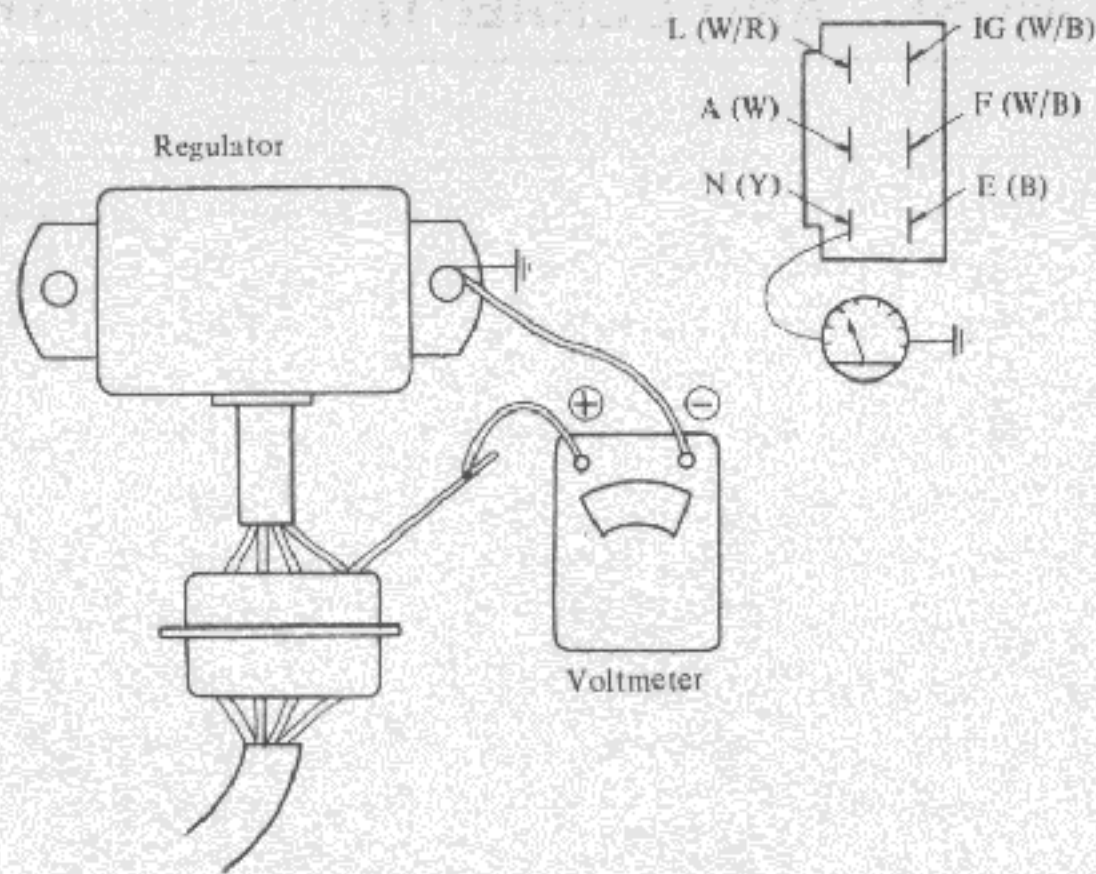 L (W/R)
IG (W/B)
A (W)
F (W/B)
N (Y)
E (B)
Regulator
+
−
Voltmeter